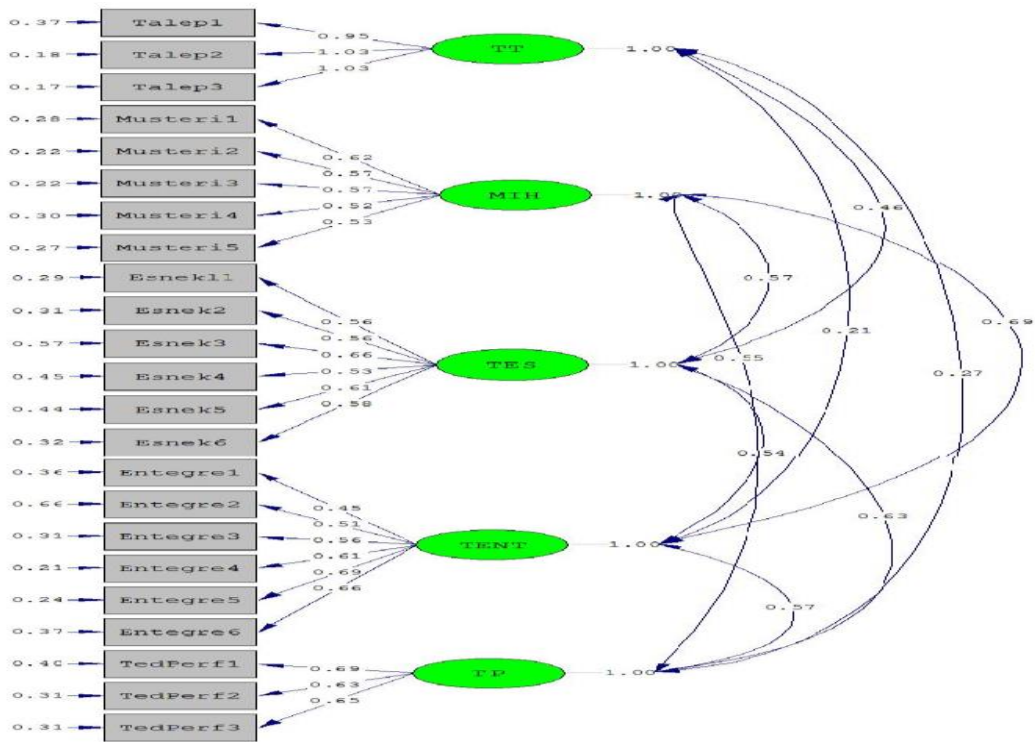 0.37 Talep1
0.95
TT 1.00
0.18 Talep2
1.03
0.17 Talep3
1.03
0.28 Musteri1
0.62
0.22 Musteri2
0.57
0.22 Musteri3
0.57
MIH 1.00
0.30 Musteri4
0.52
0.46
0.27 Musteri5
0.53
0.29 Esnekl1
0.57
0.31 Esnek2
0.56
0.69
0.56
0.21
0.57 Esnek3
0.66
TES 1.00
0.55
0.27
0.45 Esnek4
0.53
0.44 Esnek5
0.61
0.58
0.32 Esnek6
0.54
0.36 Entegre1
0.66 Entegre2
0.45
0.63
0.51
0.31 Entegre3
0.56
TENT 1.00
0.21 Entegre4
0.61
0.69
0.24 Entegre5
0.66
0.57
0.37 Entegre6
0.40 TedPerf1
0.69
TP 1.00
0.31 TedPerf2
0.63
0.65
0.31 TedPerf3